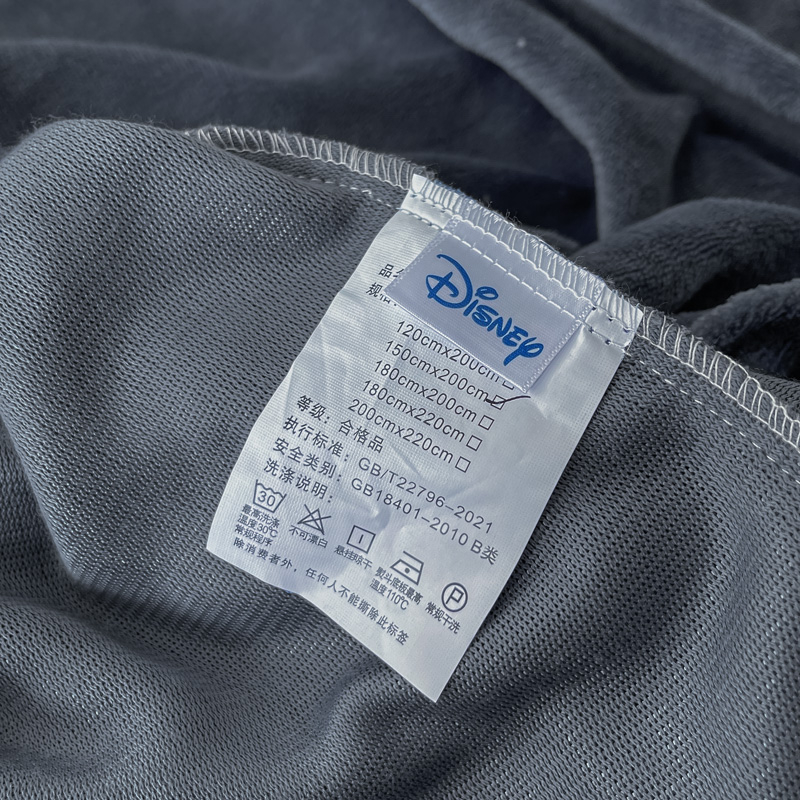 DISNEY
品
规格:
120cmx200cm□
150cmx200cm☑
180cmx200cm□
180cmx220cm□
200cmx220cm□
等级：合格品
执行标准：GB/T22796-2021
安全类别：GB18401-2010 B类
洗涤说明：
30
最高洗涤
温度30℃
常规程序
不可漂白
悬挂晾干
熨斗底板最高
温度110℃
P
常规干洗
除消费者外，任何人不能撕除此标签